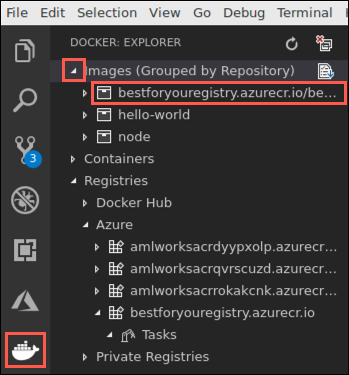 File Edit Selection View Go Debug Terminal
DOCKER: EXPLORER
Images (Grouped by Repository)
bestforyouregistry.azurecr.io/be...
hello-world
node
Containers
3
Registries
Docker Hub
Azure
amlworksacrdyypxolp.azurecr...
amlworksacrqvrscuzd.azurecr...
amlworksacrrokakcnk.azurecr...
bestforyouregistry.azurecr.io
Tasks
Private Registries